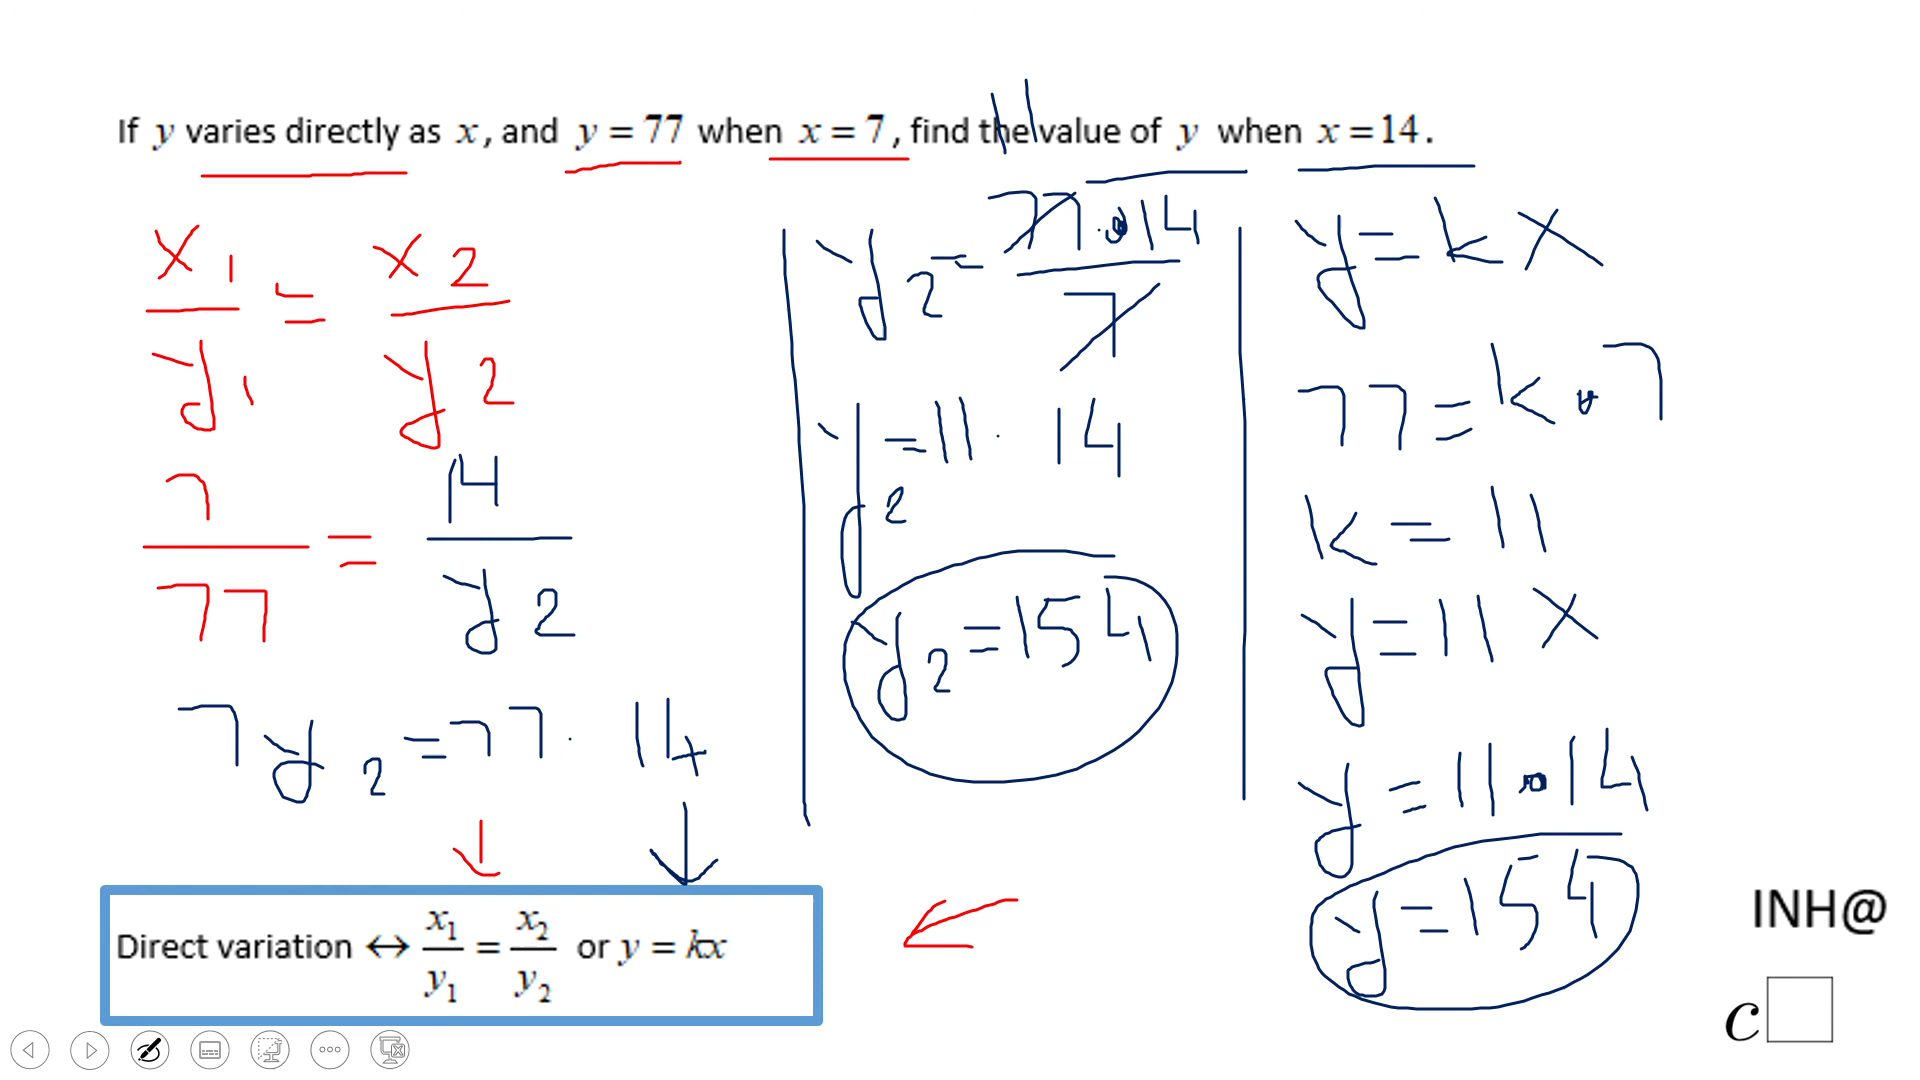 If y varies directly as x, and y = 77 when x = 7, find the value of y when x = 14.
x1/y1 = x2/y2
7/77 = 14/y2
7y2 = 77 · 14
11
y2 = 77 · 14/7
y2 = 11 · 14
y2 = 154
y = kx
77 = k · 7
k = 11
y = 11x
y = 11 · 14
y = 154
Direct variation ↔ x1/y1 = x2/y2 or y = kx
INH@
c